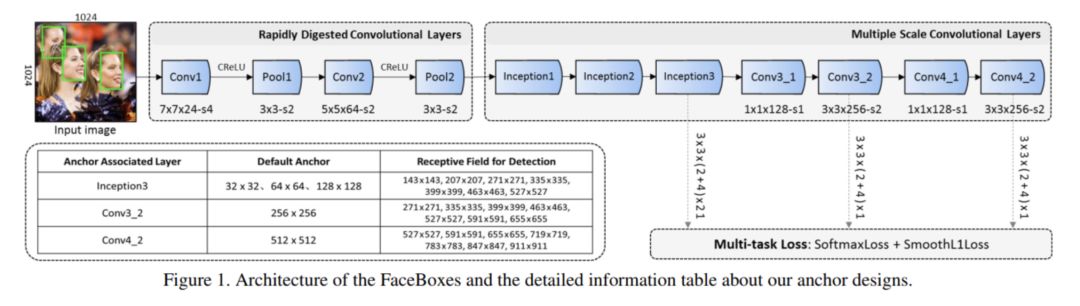 1024
1024
Input image
Rapidly Digested Convolutional Layers
Conv1
CReLU
Pool1
Conv2
CReLU
Pool2
7x7x24-s4
3x3-s2
5x5x64-s2
3x3-s2
Multiple Scale Convolutional Layers
Inception1
Inception2
Inception3
Conv3_1
Conv3_2
Conv4_1
Conv4_2
1x1x128-s1
3x3x256-s2
1x1x128-s1
3x3x256-s2
3x3x(2+4)x21
3x3x(2+4)x1
3x3x(2+4)x1
Multi-task Loss: SoftmaxLoss + SmoothL1Loss
Anchor Associated Layer
Default Anchor
Receptive Field for Detection
Inception3
32 x 32、64 x 64、128 x 128
143x143, 207x207, 271x271, 335x335,
399x399, 463x463, 527x527
Conv3_2
256 x 256
271x271, 335x335, 399x399, 463x463,
527x527, 591x591, 655x655
Conv4_2
512 x 512
527x527, 591x591, 655x655, 719x719,
783x783, 847x847, 911x911
Figure 1. Architecture of the FaceBoxes and the detailed information table about our anchor designs.